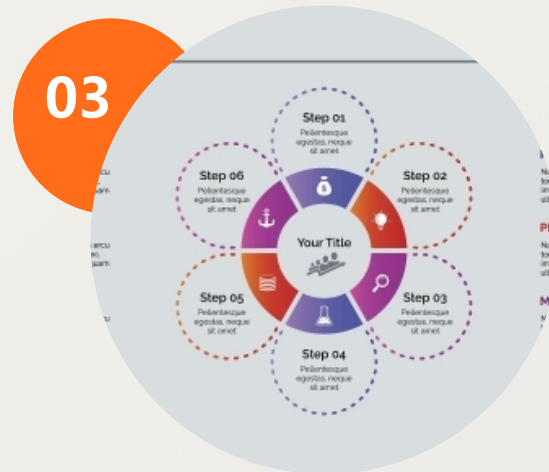 03
Step 01
Pellentesque
egestas, neque
sit amet
Step 06
Pellentesque
egestas, neque
sit amet
Step 02
Pellentesque
egestas, neque
sit amet
Your Title
Step 05
Pellentesque
egestas, neque
sit amet
Step 03
Pellentesque
egestas, neque
sit amet
Step 04
Pellentesque
egestas, neque
sit amet